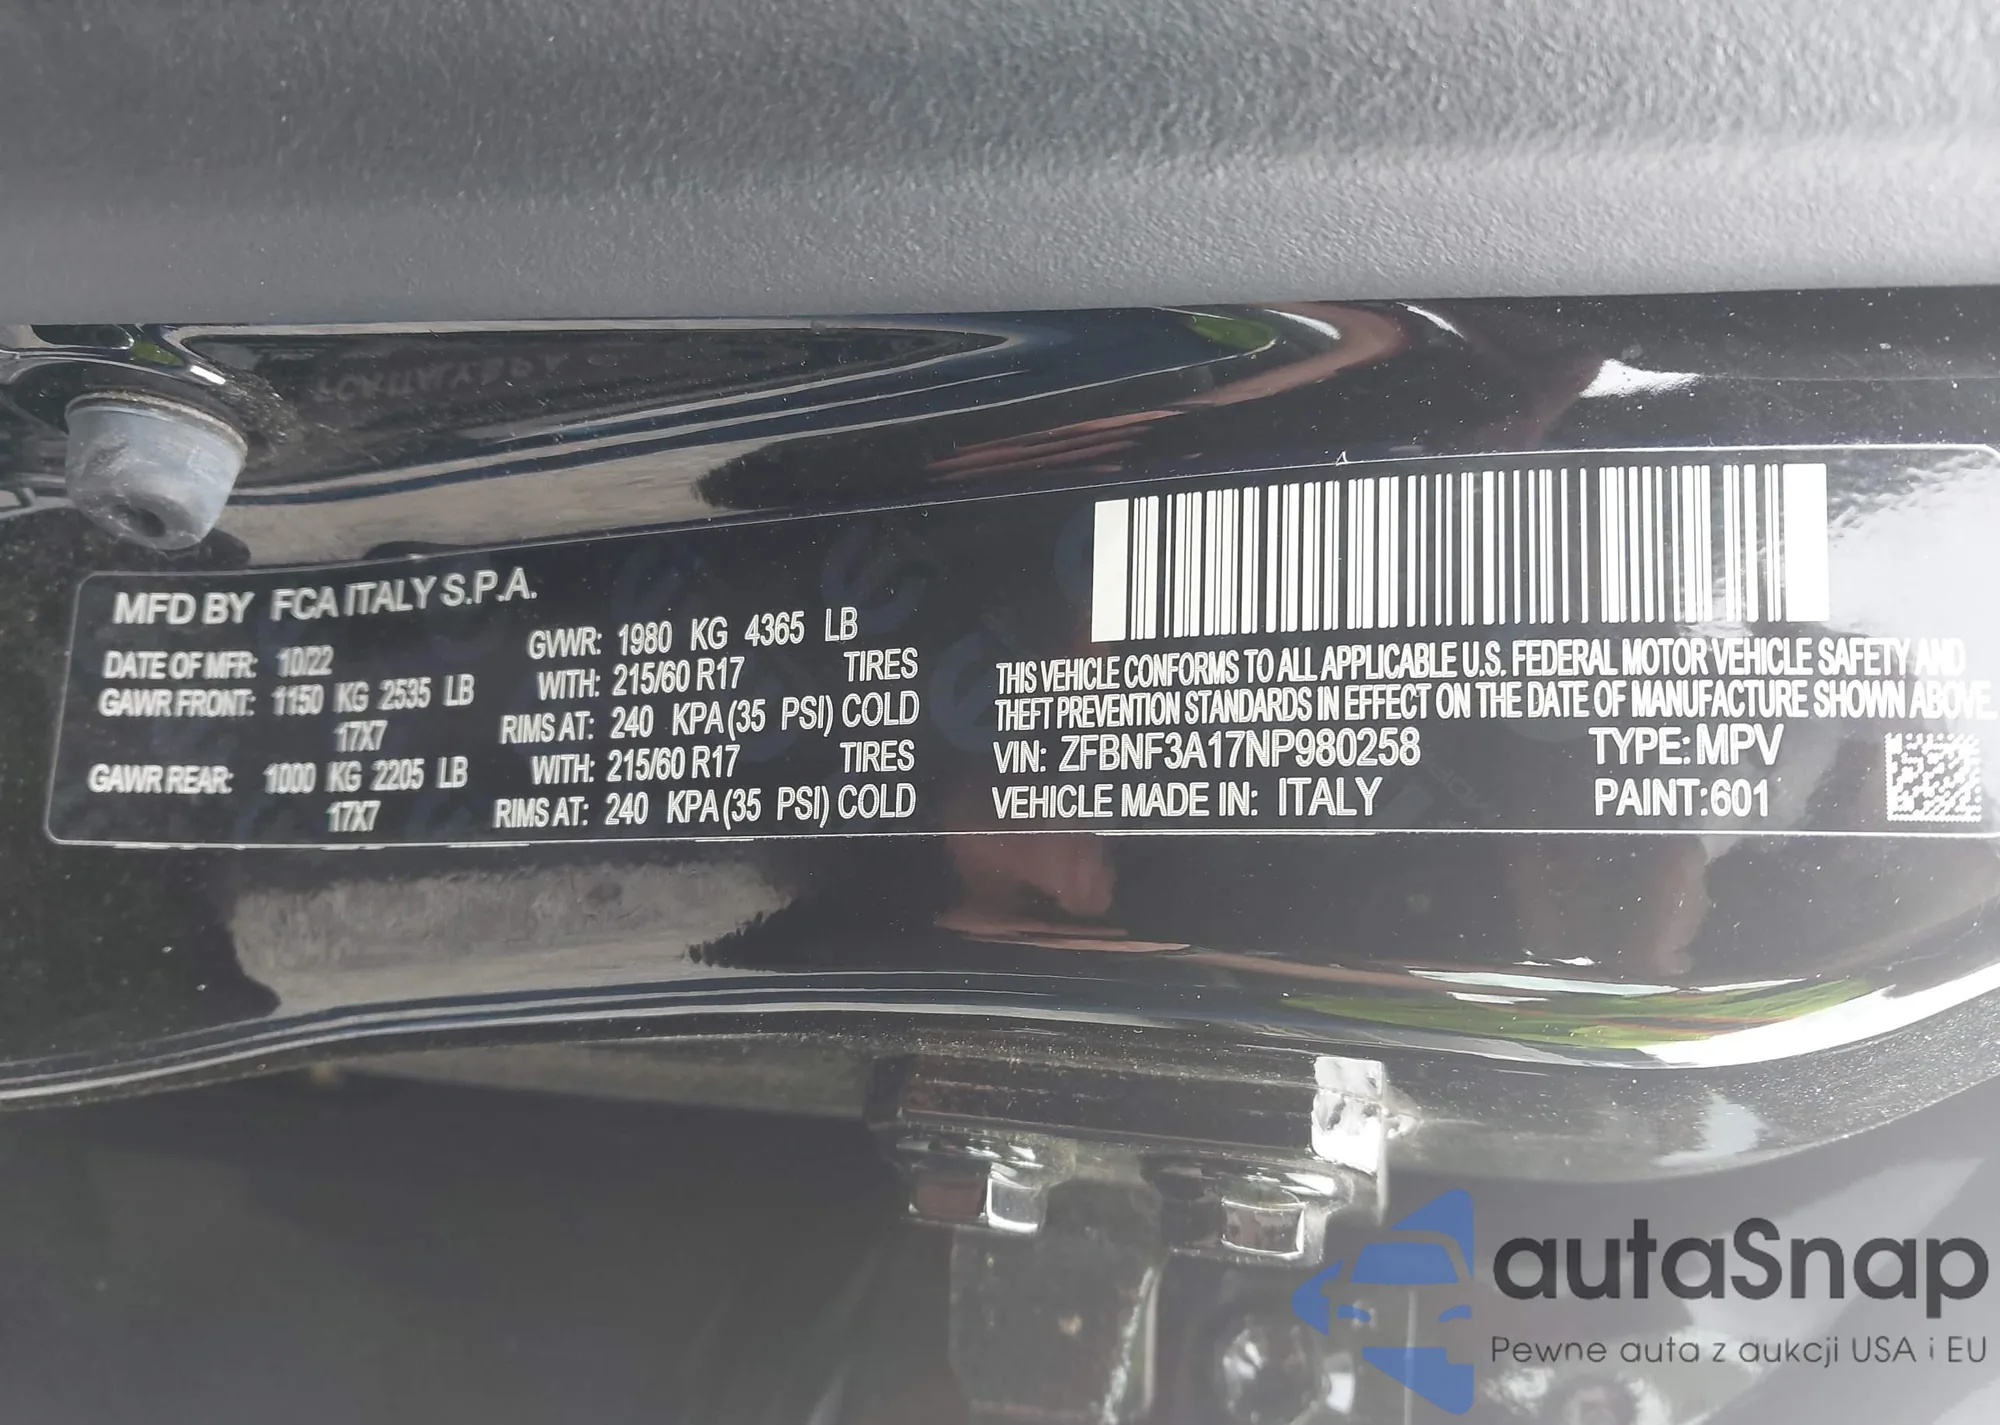 MFD BY FCA ITALY S.P.A.
DATE OF MFR: 10/22
GAWR FRONT: 1150 KG 2535 LB
17X7
GAWR REAR: 1000 KG 2205 LB
17X7
GVWR: 1980 KG 4365 LB
WITH: 215/60 R17 TIRES
RIMS AT: 240 KPA (35 PSI) COLD
WITH: 215/60 R17 TIRES
RIMS AT: 240 KPA (35 PSI) COLD
THIS VEHICLE CONFORMS TO ALL APPLICABLE U.S. FEDERAL MOTOR VEHICLE SAFETY AND
THEFT PREVENTION STANDARDS IN EFFECT ON THE DATE OF MANUFACTURE SHOWN ABOVE.
VIN: ZFBNF3A17NP980258 TYPE: MPV
VEHICLE MADE IN: ITALY PAINT: 601
autaSnap
Pewne auta z aukcji USA i EU